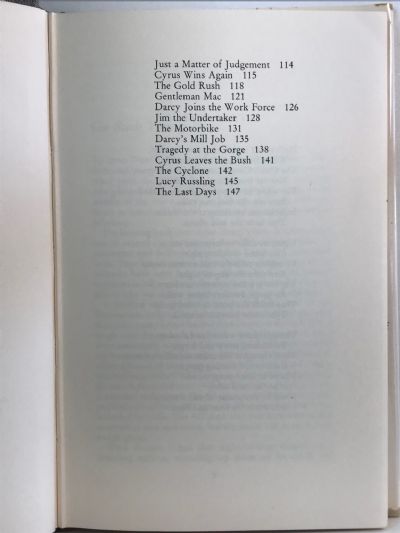 Just a Matter of Judgement 114
Cyrus Wins Again 115
The Gold Rush 118
Gentleman Mac 121
Darcy Joins the Work Force 126
Jim the Undertaker 128
The Motorbike 131
Darcy's Mill Job 135
Tragedy at the Gorge 138
Cyrus Leaves the Bush 141
The Cyclone 142
Lucy Russling 145
The Last Days 147